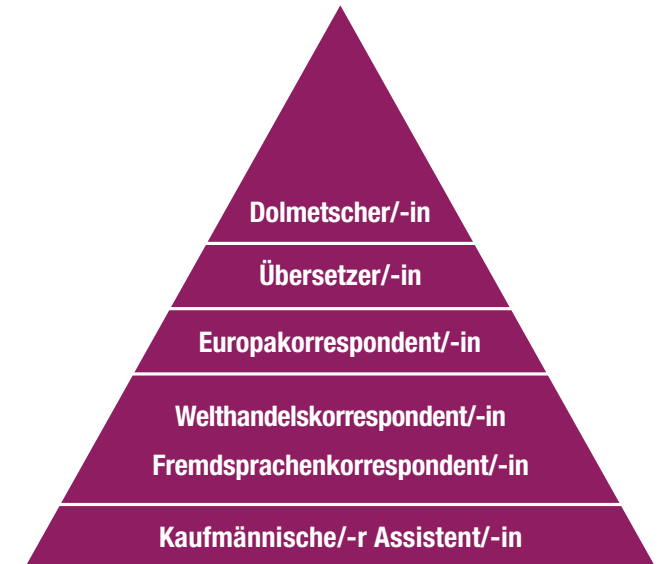 Dolmetscher/-in
Übersetzer/-in
Europakorrespondent/-in
Welthandelskorrespondent/-in
Fremdsprachenkorrespondent/-in
Kaufmännische/-r Assistent/-in